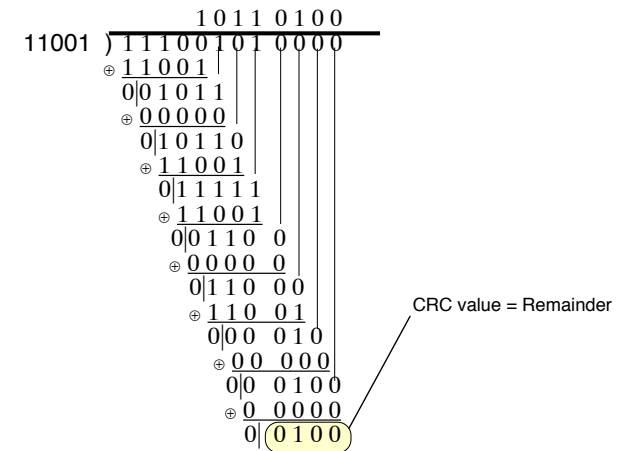 1 0 1 1 0 1 0 0
11001 ) 1 1 1 0 0 1 0 1 0 0 0 0
⊕ 1 1 0 0 1
0|0 1 0 1 1
⊕ 0 0 0 0 0
0|1 0 1 1 0
⊕ 1 1 0 0 1
0|1 1 1 1 1
⊕ 1 1 0 0 1
0|0 1 1 0 0
⊕ 0 0 0 0 0
0|1 1 0 0 0
⊕ 1 1 0 0 1
0|0 0 0 1 0
⊕ 0 0 0 0 0
0|0 0 1 0 0
⊕ 0 0 0 0 0
0| 0 1 0 0
CRC value = Remainder